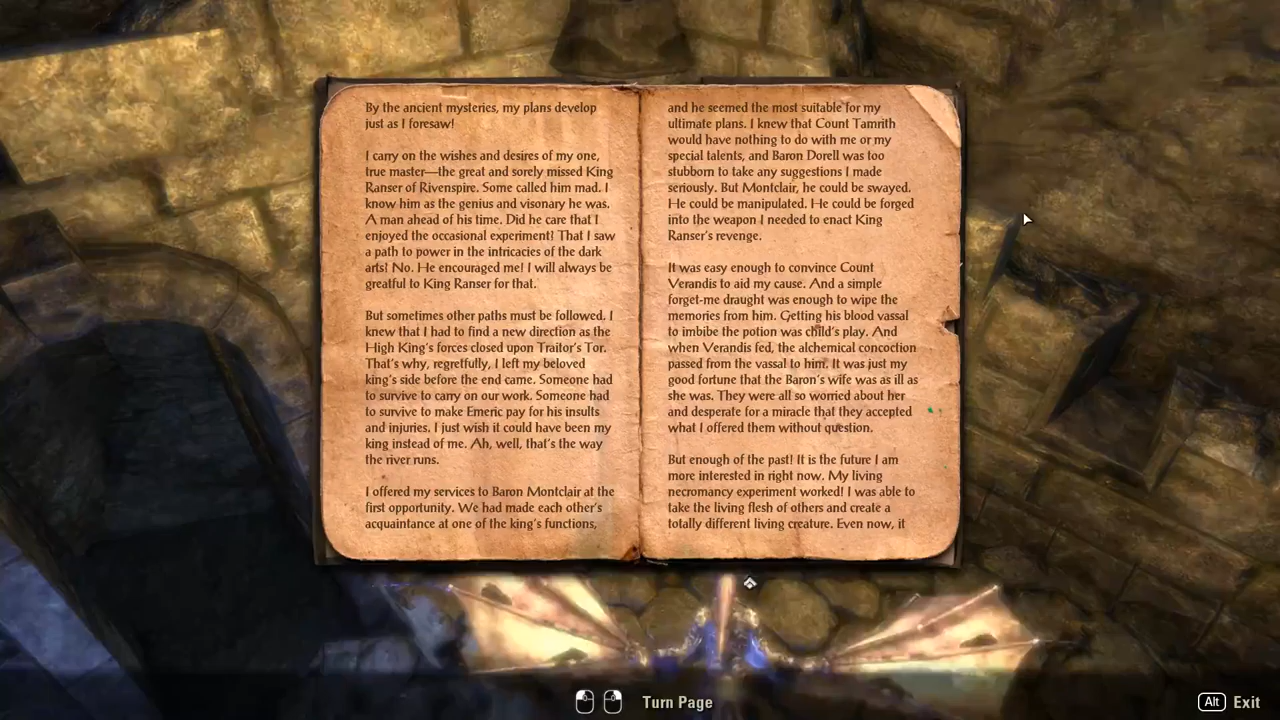 By the ancient mysteries, my plans develop
just as I foresaw!
I carry on the wishes and desires of my one,
true master—the great and sorely missed King
Ranser of Rivenspire. Some called him mad. I
know him as the genius and visonary he was.
A man ahead of his time. Did he care that I
enjoyed the occasional experiment? That I saw
a path to power in the intricacies of the dark
arts? No. He encouraged me! I will always be
greatful to King Ranser for that.
But sometimes other paths must be followed. I
knew that I had to find a new direction as the
High King's forces closed upon Traitor's Tor.
That's why, regretfully, I left my beloved
king's side before the end came. Someone had
to survive to carry on our work. Someone had
to survive to make Emeric pay for his insults
and injuries. I just wish it could have been my
king instead of me. Ah, well, that's the way
the river runs.
I offered my services to Baron Montclair at the
first opportunity. We had made each other's
acquaintance at one of the king's functions,
and he seemed the most suitable for my
ultimate plans. I knew that Count Tamrith
would have nothing to do with me or my
special talents, and Baron Dorell was too
stubborn to take any suggestions I made
seriously. But Montclair, he could be swayed.
He could be manipulated. He could be forged
into the weapon I needed to enact King
Ranser's revenge.
It was easy enough to convince Count
Verandis to aid my cause. And a simple
forget-me draught was enough to wipe the
memories from him. Getting his blood vassal
to imbibe the potion was child's play. And
when Verandis fed, the alchemical concoction
passed from the vassal to him. It was just my
good fortune that the Baron's wife was as ill as
she was. They were all so worried about her
and desperate for a miracle that they accepted
what I offered them without question.
But enough of the past! It is the future I am
more interested in right now. My living
necromancy experiment worked! I was able to
take the living flesh of others and create a
totally different living creature. Even now, it
Turn Page
Alt Exit